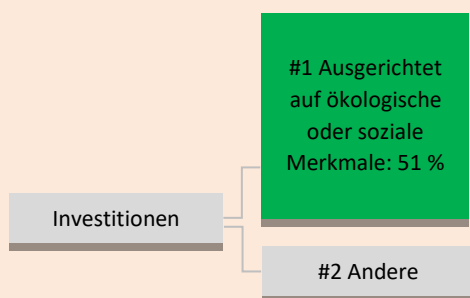 #1 Ausgerichtet
auf ökologische
oder soziale
Merkmale: 51 %
Investitionen
#2 Andere